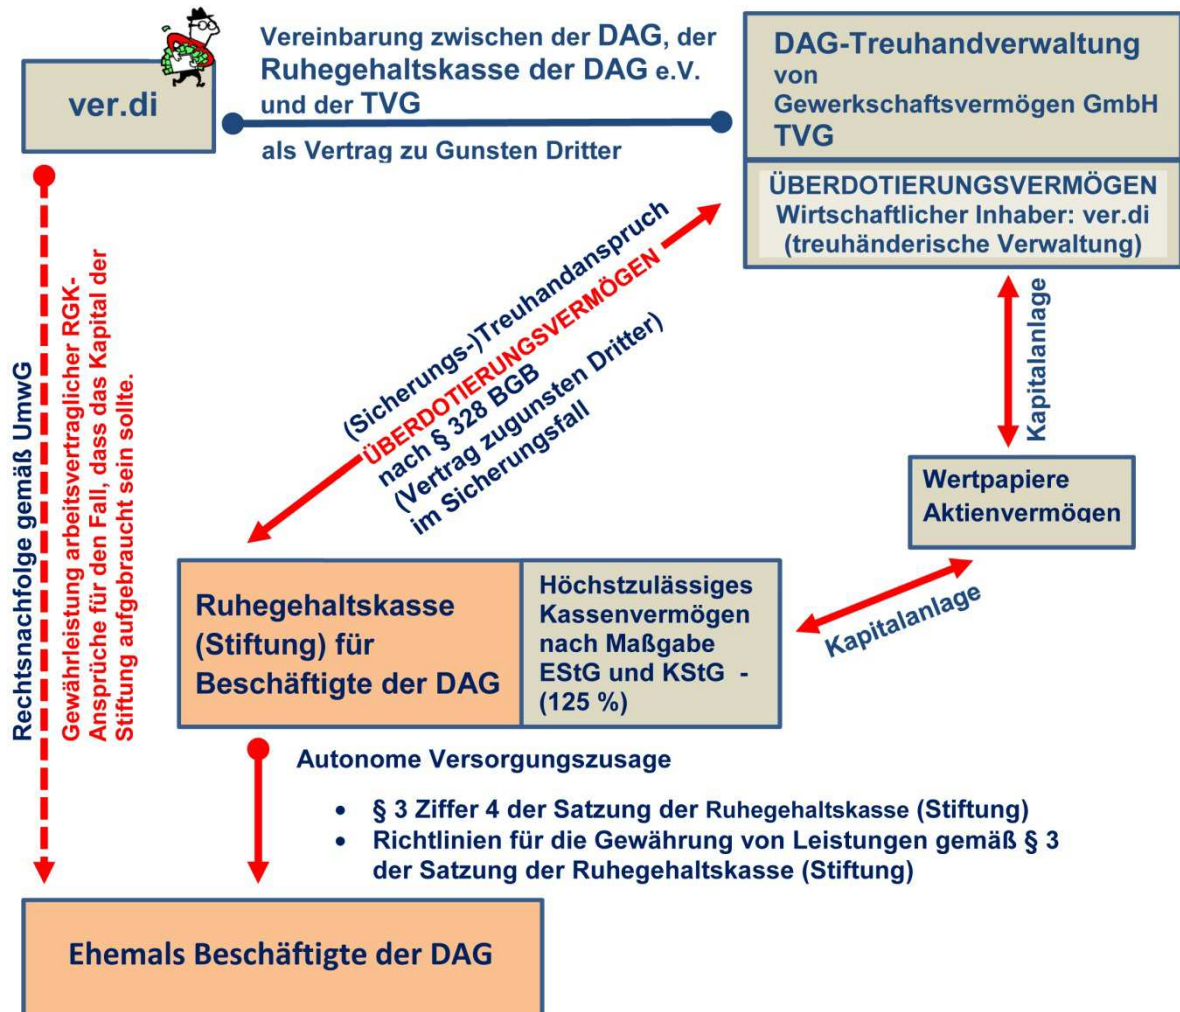 ver.di
Vereinbarung zwischen der DAG, der
Ruhegehaltskasse der DAG e.V.
und der TVG
als Vertrag zu Gunsten Dritter
DAG-Treuhandverwaltung
von
Gewerkschaftsvermögen GmbH
TVG
ÜBERDOTIERUNGSVERMÖGEN
Wirtschaftlicher Inhaber: ver.di
(treuhänderische Verwaltung)
Rechtsnachfolge gemäß UmwG
Gewährleistung arbeitsvertraglicher RGK-
Ansprüche für den Fall, dass das Kapital der
Stiftung aufgebraucht sein sollte.
(Sicherungs-)Treuhandanspruch
ÜBERDOTIERUNGSVERMÖGEN
nach § 328 BGB
(Vertrag zugunsten Dritter)
im Sicherungsfall
Kapitalanlage
Wertpapiere
Aktienvermögen
Kapitalanlage
Ruhegehaltskasse
(Stiftung) für
Beschäftigte der DAG
Höchstzulässiges
Kassenvermögen
nach Maßgabe
EStG und KStG -
(125 %)
Autonome Versorgungszusage
• § 3 Ziffer 4 der Satzung der Ruhegehaltskasse (Stiftung)
• Richtlinien für die Gewährung von Leistungen gemäß § 3
der Satzung der Ruhegehaltskasse (Stiftung)
Ehemals Beschäftigte der DAG